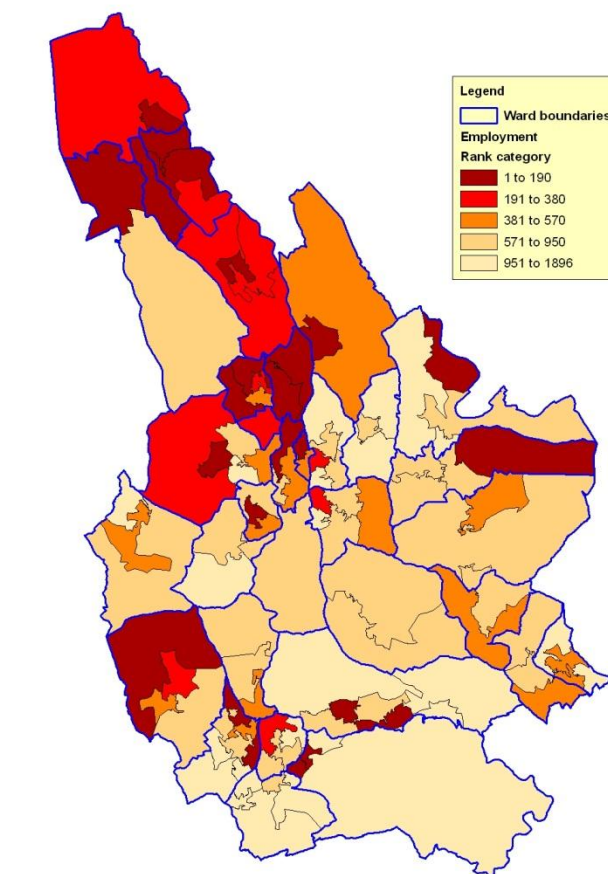 Legend
Ward boundaries
Employment
Rank category
1 to 190
191 to 380
381 to 570
571 to 950
951 to 1896